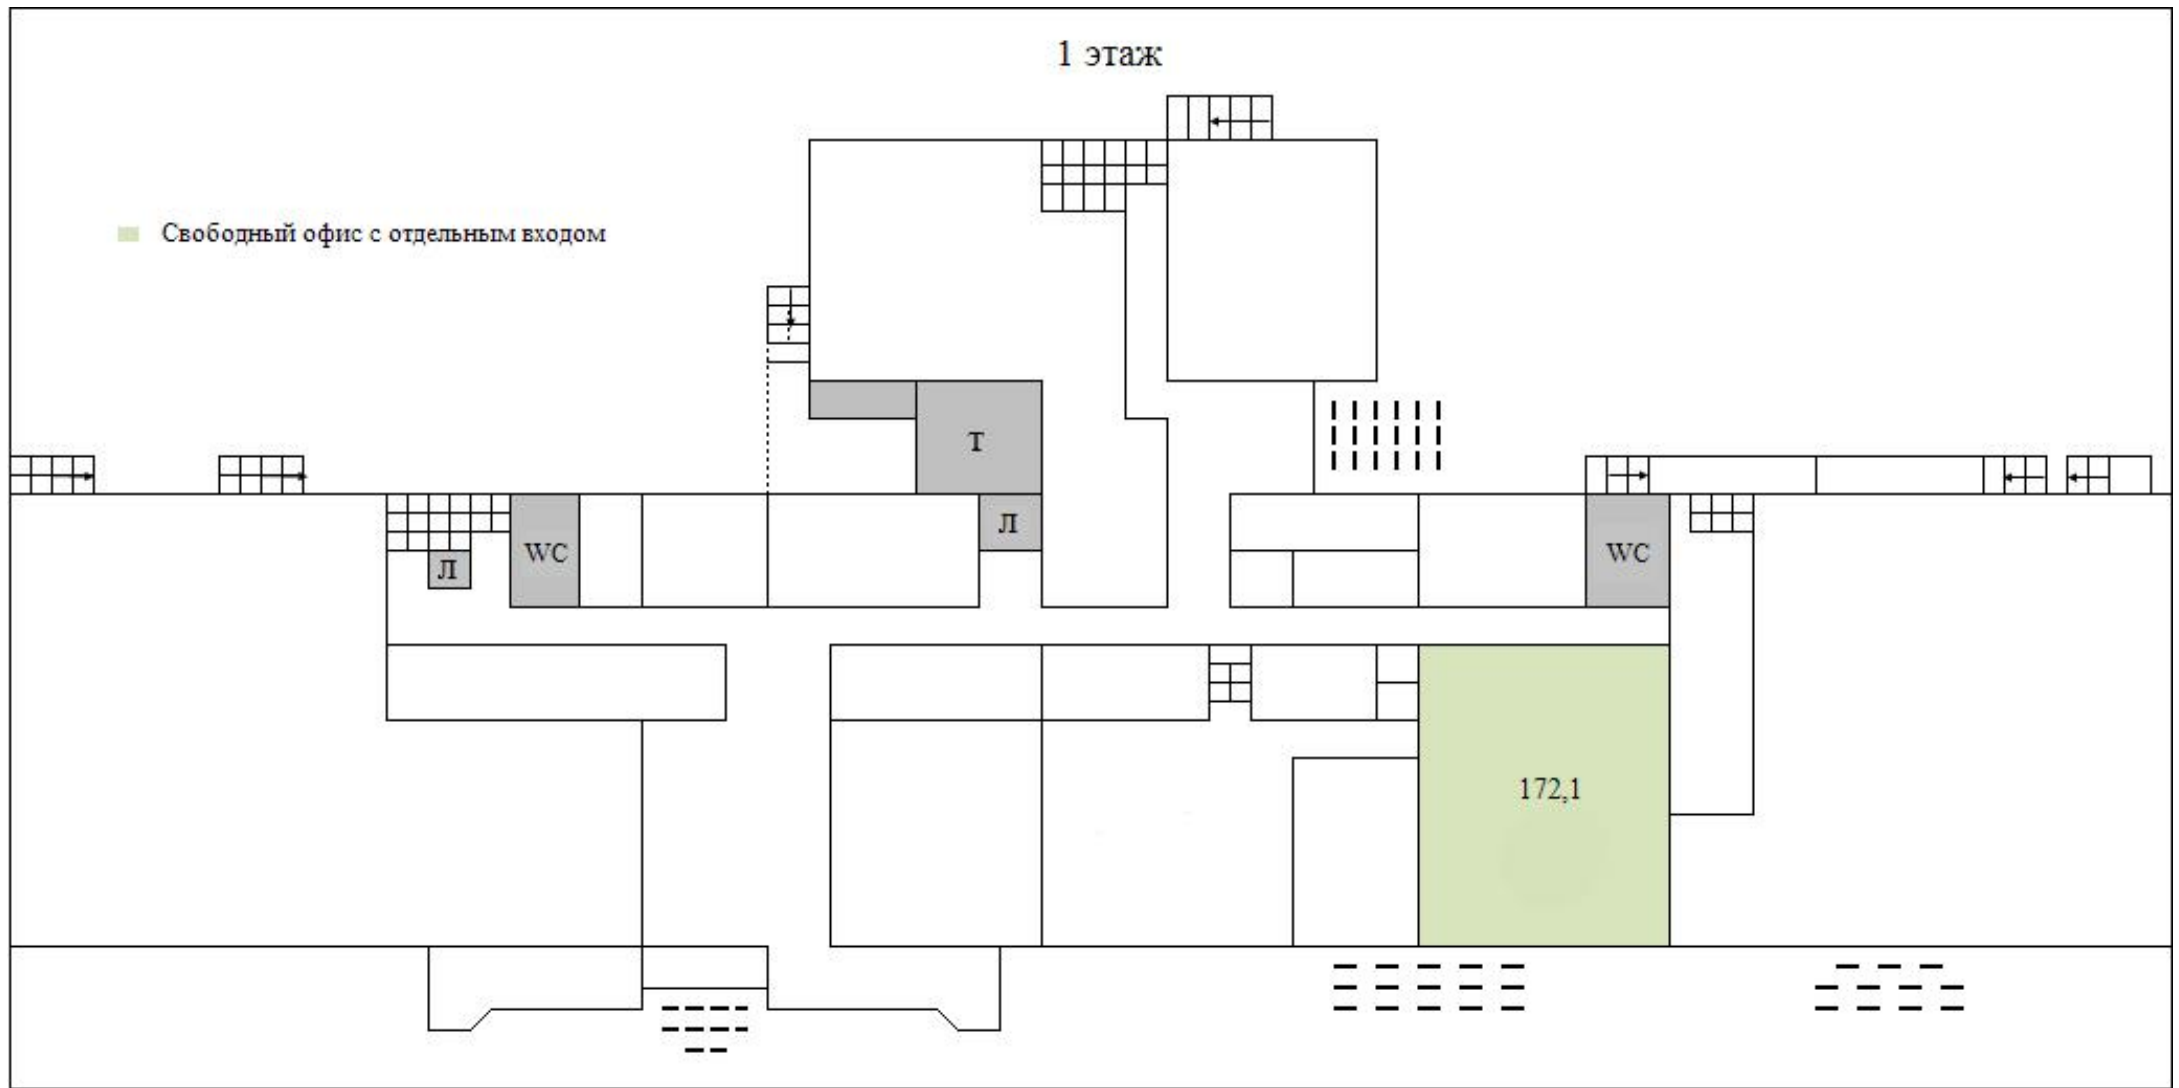 1 этаж
Свободный офис с отдельным входом
Т
Л
WC
Л
WC
172,1